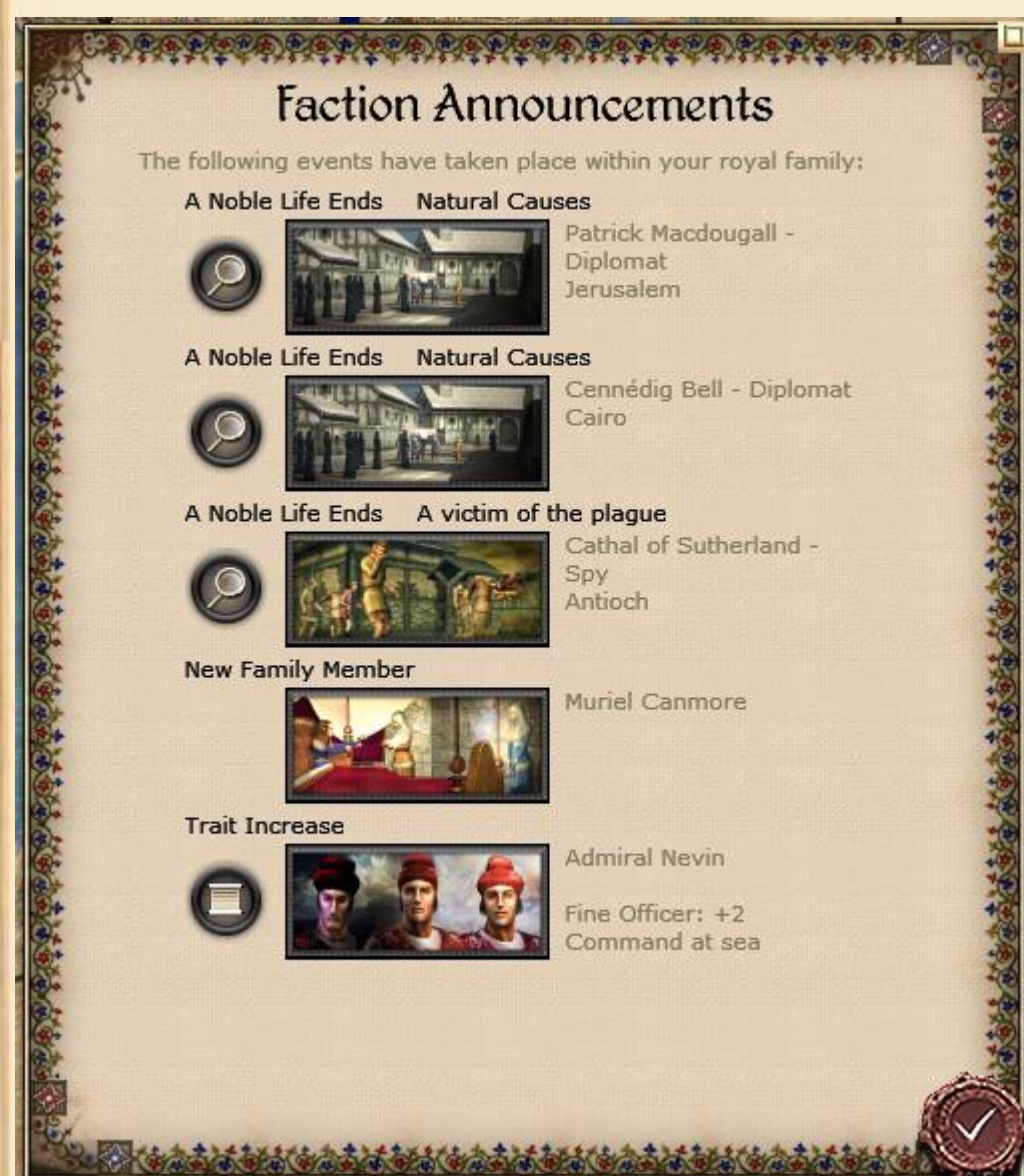 Faction Announcements
The following events have taken place within your royal family:
A Noble Life Ends Natural Causes
Patrick Macdougall -
Diplomat
Jerusalem
A Noble Life Ends Natural Causes
Cennédig Bell - Diplomat
Cairo
A Noble Life Ends A victim of the plague
Cathal of Sutherland -
Spy
Antioch
New Family Member
Muriel Canmore
Trait Increase
Admiral Nevin
Fine Officer: +2
Command at sea